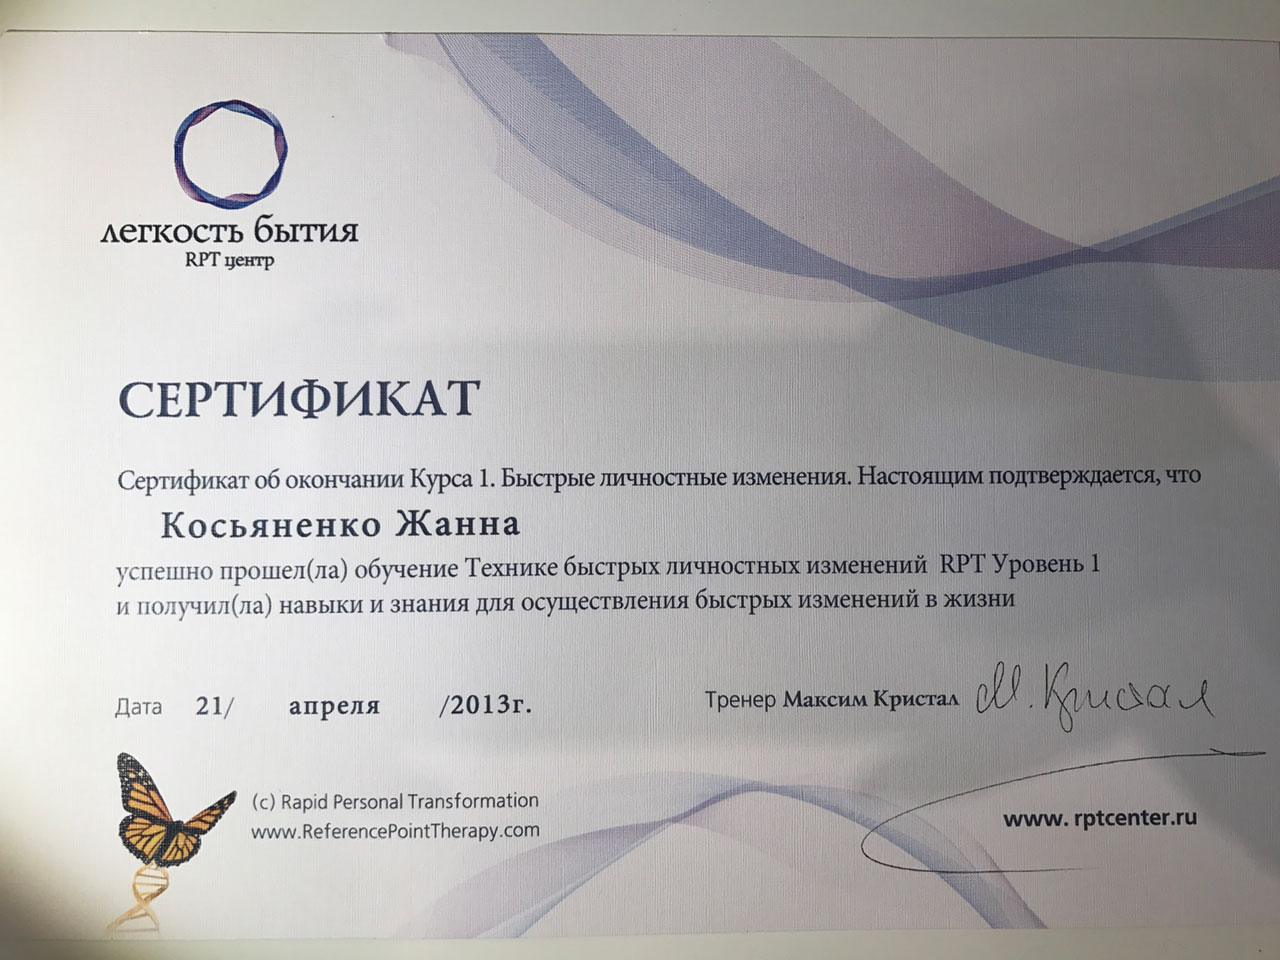 легкость бытия
RPT центр
СЕРТИФИКАТ
Сертификат об окончании Курса 1. Быстрые личностные изменения. Настоящим подтверждается, что
Косьяненко Жанна
успешно прошел(ла) обучение Технике быстрых личностных изменений RPT Уровень 1
и получил(ла) навыки и знания для осуществления быстрых изменений в жизни
Дата 21/ апреля /2013г.
Тренер Максим Кристал М. Кристал
(c) Rapid Personal Transformation
www.ReferencePointTherapy.com
www. rptcenter.ru